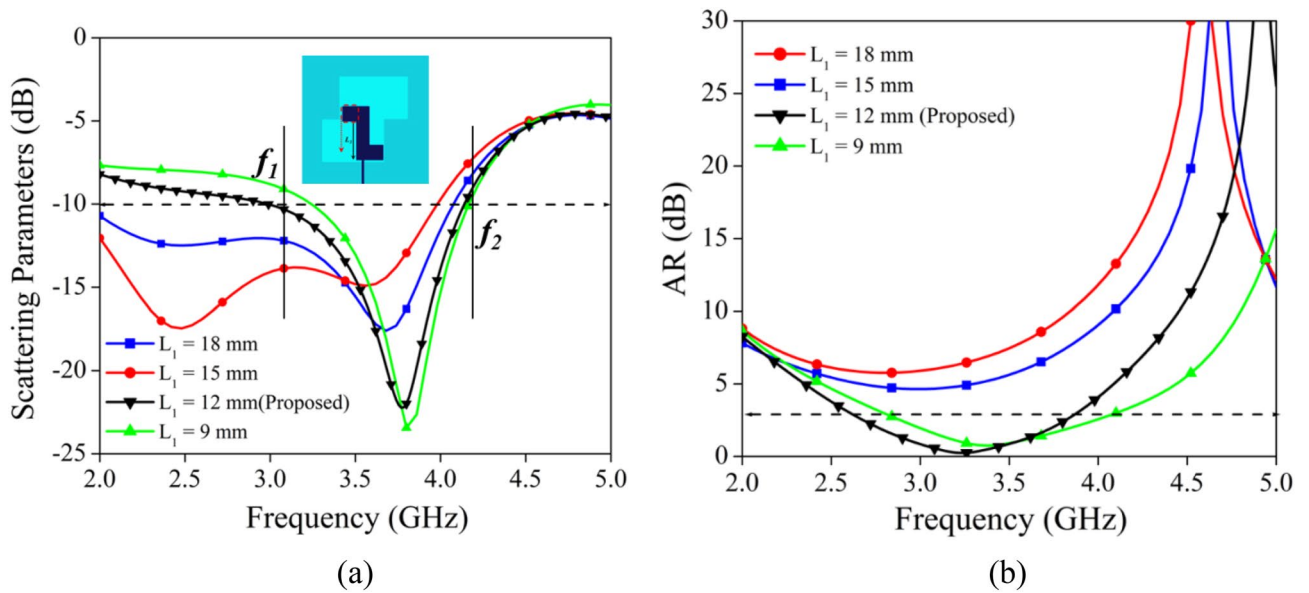 0
-5
-10
-15
-20
-25
Scattering Parameters (dB)
2.0 2.5 3.0 3.5 4.0 4.5 5.0
Frequency (GHz)
f1
f2
L1 = 18 mm
L1 = 15 mm
L1 = 12 mm(Proposed)
L1 = 9 mm
(a)
30
25
20
15
10
5
0
AR (dB)
2.0 2.5 3.0 3.5 4.0 4.5 5.0
Frequency (GHz)
L1 = 18 mm
L1 = 15 mm
L1 = 12 mm (Proposed)
L1 = 9 mm
(b)